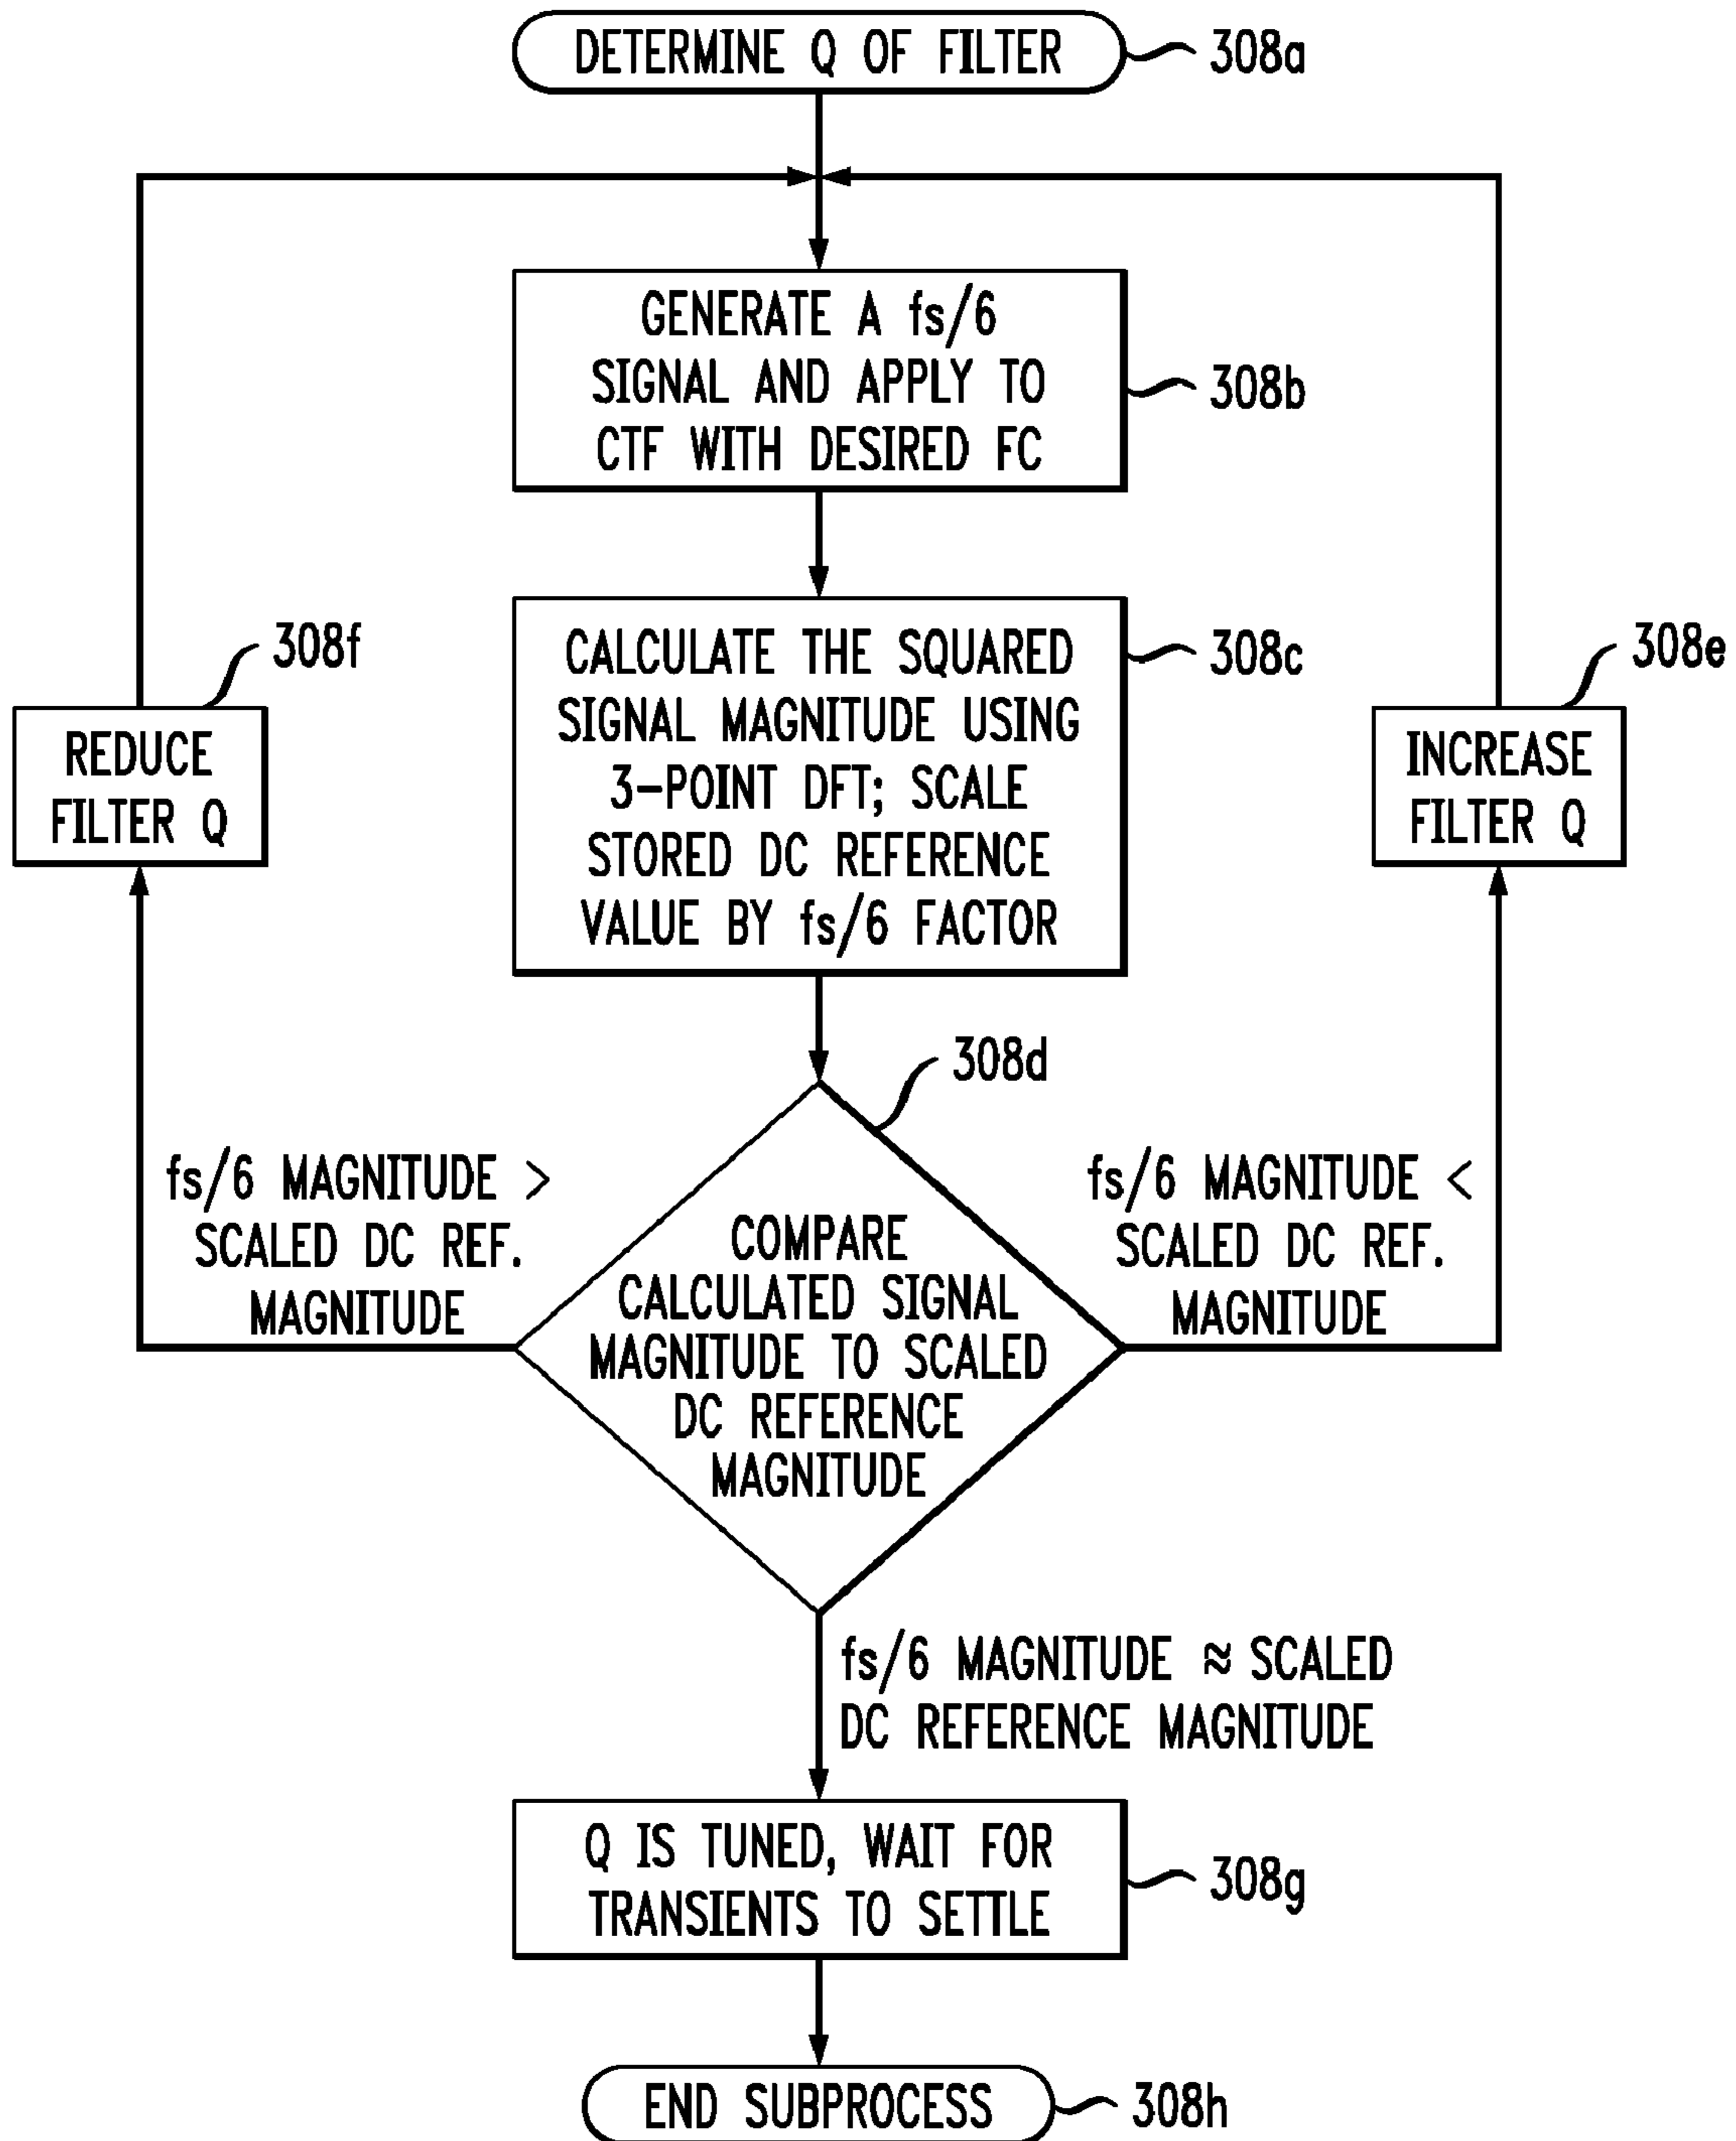 DETERMINE Q OF FILTER
308a
GENERATE A fs/6
SIGNAL AND APPLY TO
CTF WITH DESIRED FC
308b
CALCULATE THE SQUARED
SIGNAL MAGNITUDE USING
3-POINT DFT; SCALE
STORED DC REFERENCE
VALUE BY fs/6 FACTOR
308c
308f
REDUCE
FILTER Q
308e
INCREASE
FILTER Q
308d
fs/6 MAGNITUDE >
SCALED DC REF.
MAGNITUDE
COMPARE
CALCULATED SIGNAL
MAGNITUDE TO SCALED
DC REFERENCE
MAGNITUDE
fs/6 MAGNITUDE <
SCALED DC REF.
MAGNITUDE
fs/6 MAGNITUDE ≈ SCALED
DC REFERENCE MAGNITUDE
Q IS TUNED, WAIT FOR
TRANSIENTS TO SETTLE
308g
END SUBPROCESS
308h